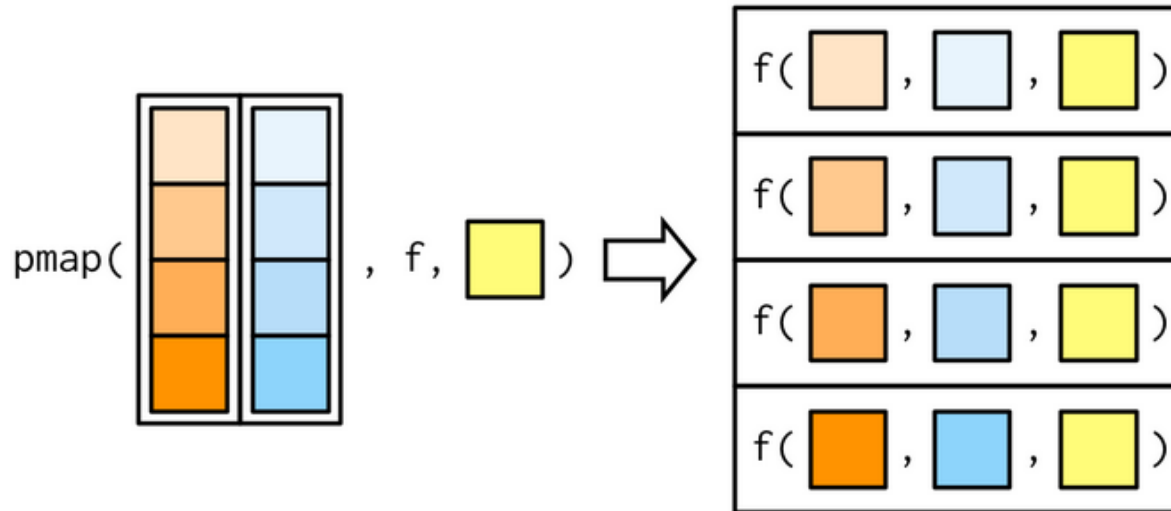 pmap( , f, )
f( , , )
f( , , )
f( , , )
f( , , )